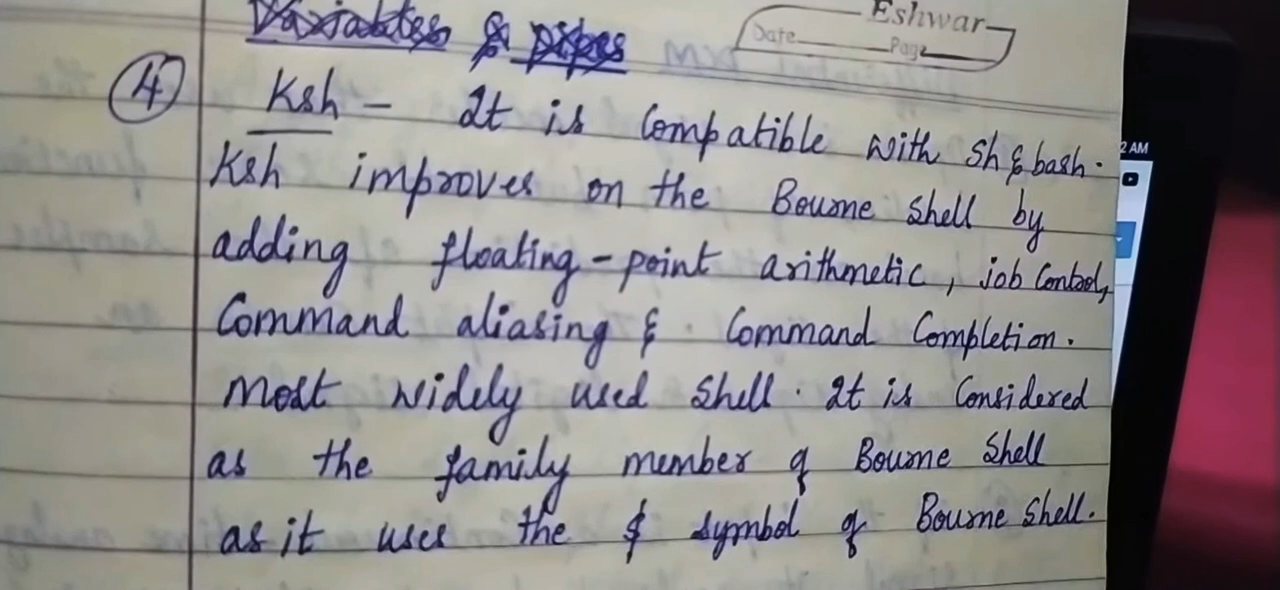 Variables & pipes
Eshwar
Date Page
4 Ksh - It is Compatible with Sh & bash.
Ksh improves on the Bourne Shell by
adding floating-point arithmetic, job Control,
Command aliasing & Command Completion.
Most widely used Shell. It is Considered
as the family member of Bourne Shell
as it uses the $ symbol of Bourne Shell.
2 AM